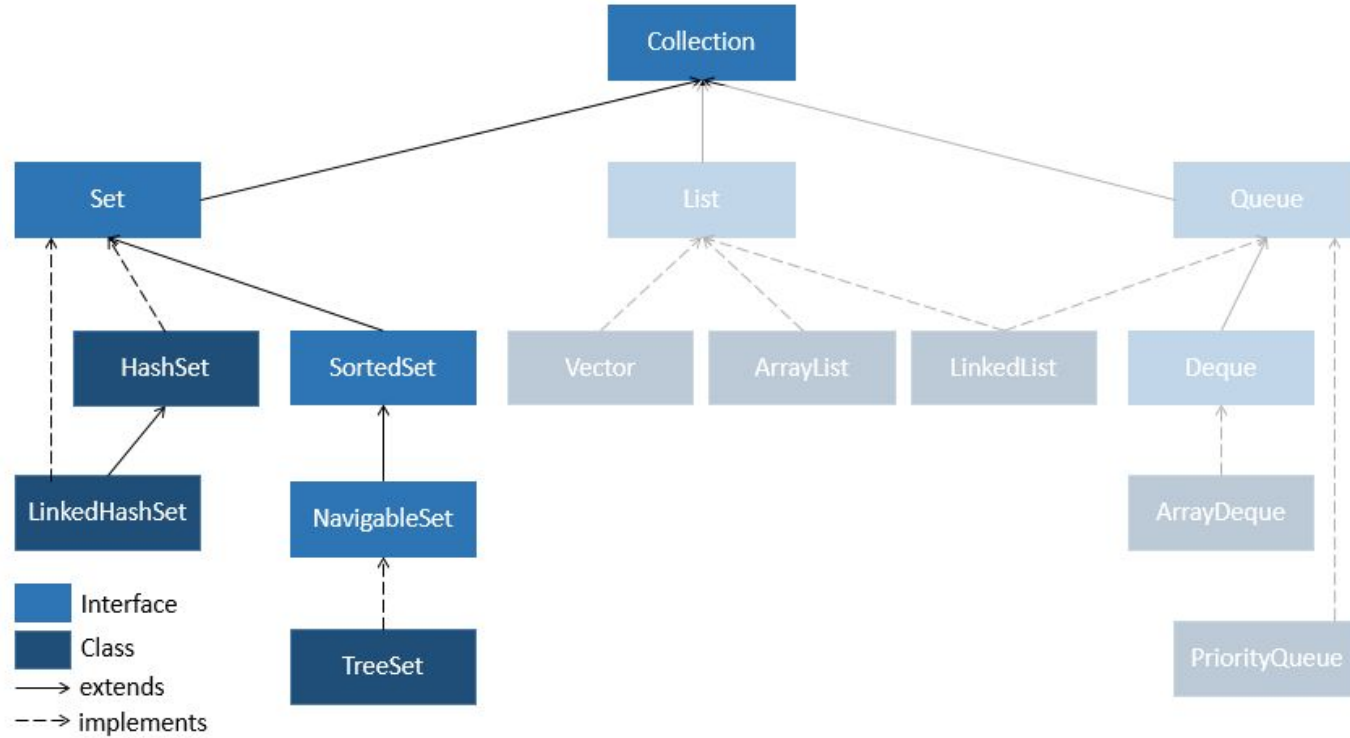 Collection
Set
List
Queue
HashSet
SortedSet
Vector
ArrayList
LinkedList
Deque
LinkedHashSet
NavigableSet
ArrayDeque
Interface
Class
TreeSet
PriorityQueue
extends
implements